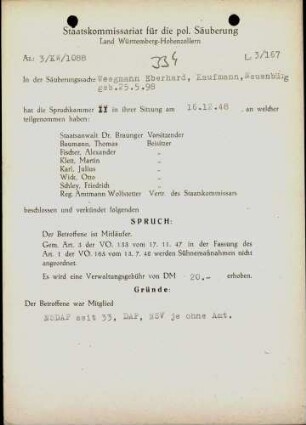 Staatskommissariat für die pol. Säuberung
Land Württemberg-Hohenzollern
Az: 3/KW/1088
334
L 3/167
In der Säubrungssache Weegmann Eberhard, Kaufmann, Neuenbürg
geb.25.5.98
hat die Spruchkammer II in ihrer Sitzung am 16.12.48, an welcher
teilgenommen haben:
Staatsanwalt Dr. Braunger Vorsitzender
Baumann, Thomas Beisitzer
Fischer, Alexander „
Klett, Martin „
Karl, Julius „
Widt, Otto „
Schley, Friedrich „
Reg. Amtmann Wollstetter Vertr. des Staatskommissars
beschlossen und verkündet folgenden
SPRUCH:
Der Betroffene ist Mitläufer.
Gem. Art. 3 der VO. 133 vom 17. 11. 47 in der Fassung des
Art. 1 der VO. 165 vom 13. 7. 48 werden Sühnemaßnahmen nicht
angeordnet.
Es wird eine Verwaltungsgebühr von DM 20,- erhoben.
Gründe:
Der Betroffene war Mitglied
NSDAP seit 33, DAF, NSV je ohne Amt.